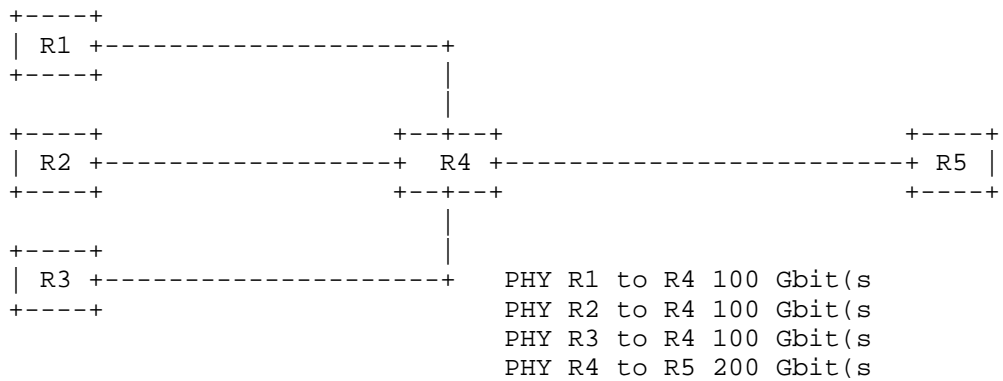 R1
R2
R4
R5
R3
PHY R1 to R4 100 Gbit(s
PHY R2 to R4 100 Gbit(s
PHY R3 to R4 100 Gbit(s
PHY R4 to R5 200 Gbit(s